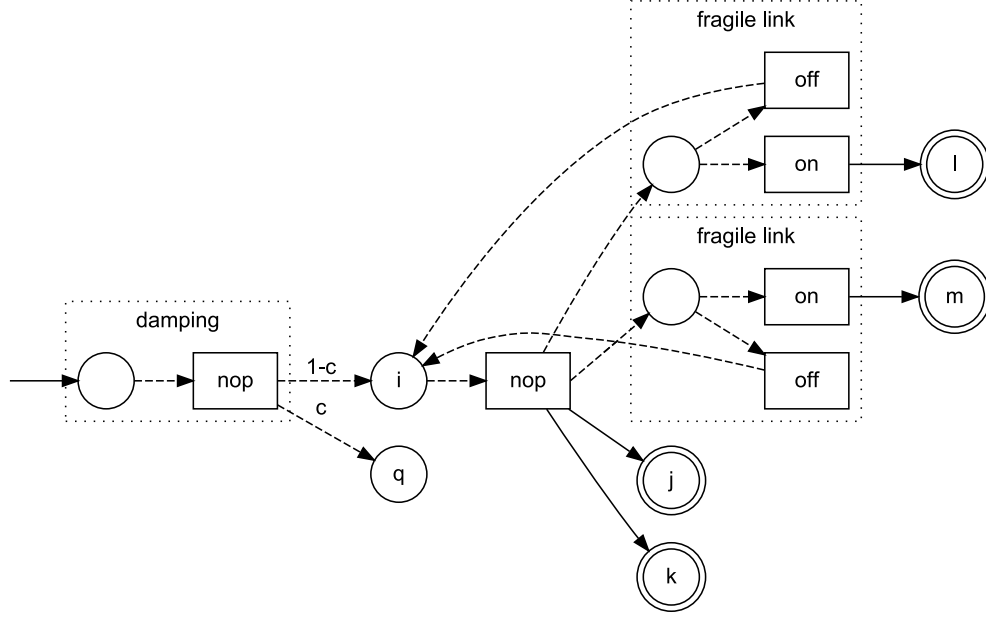 fragile link
off
on
l
fragile link
on
m
off
damping
nop
1-c
i
nop
c
q
j
k